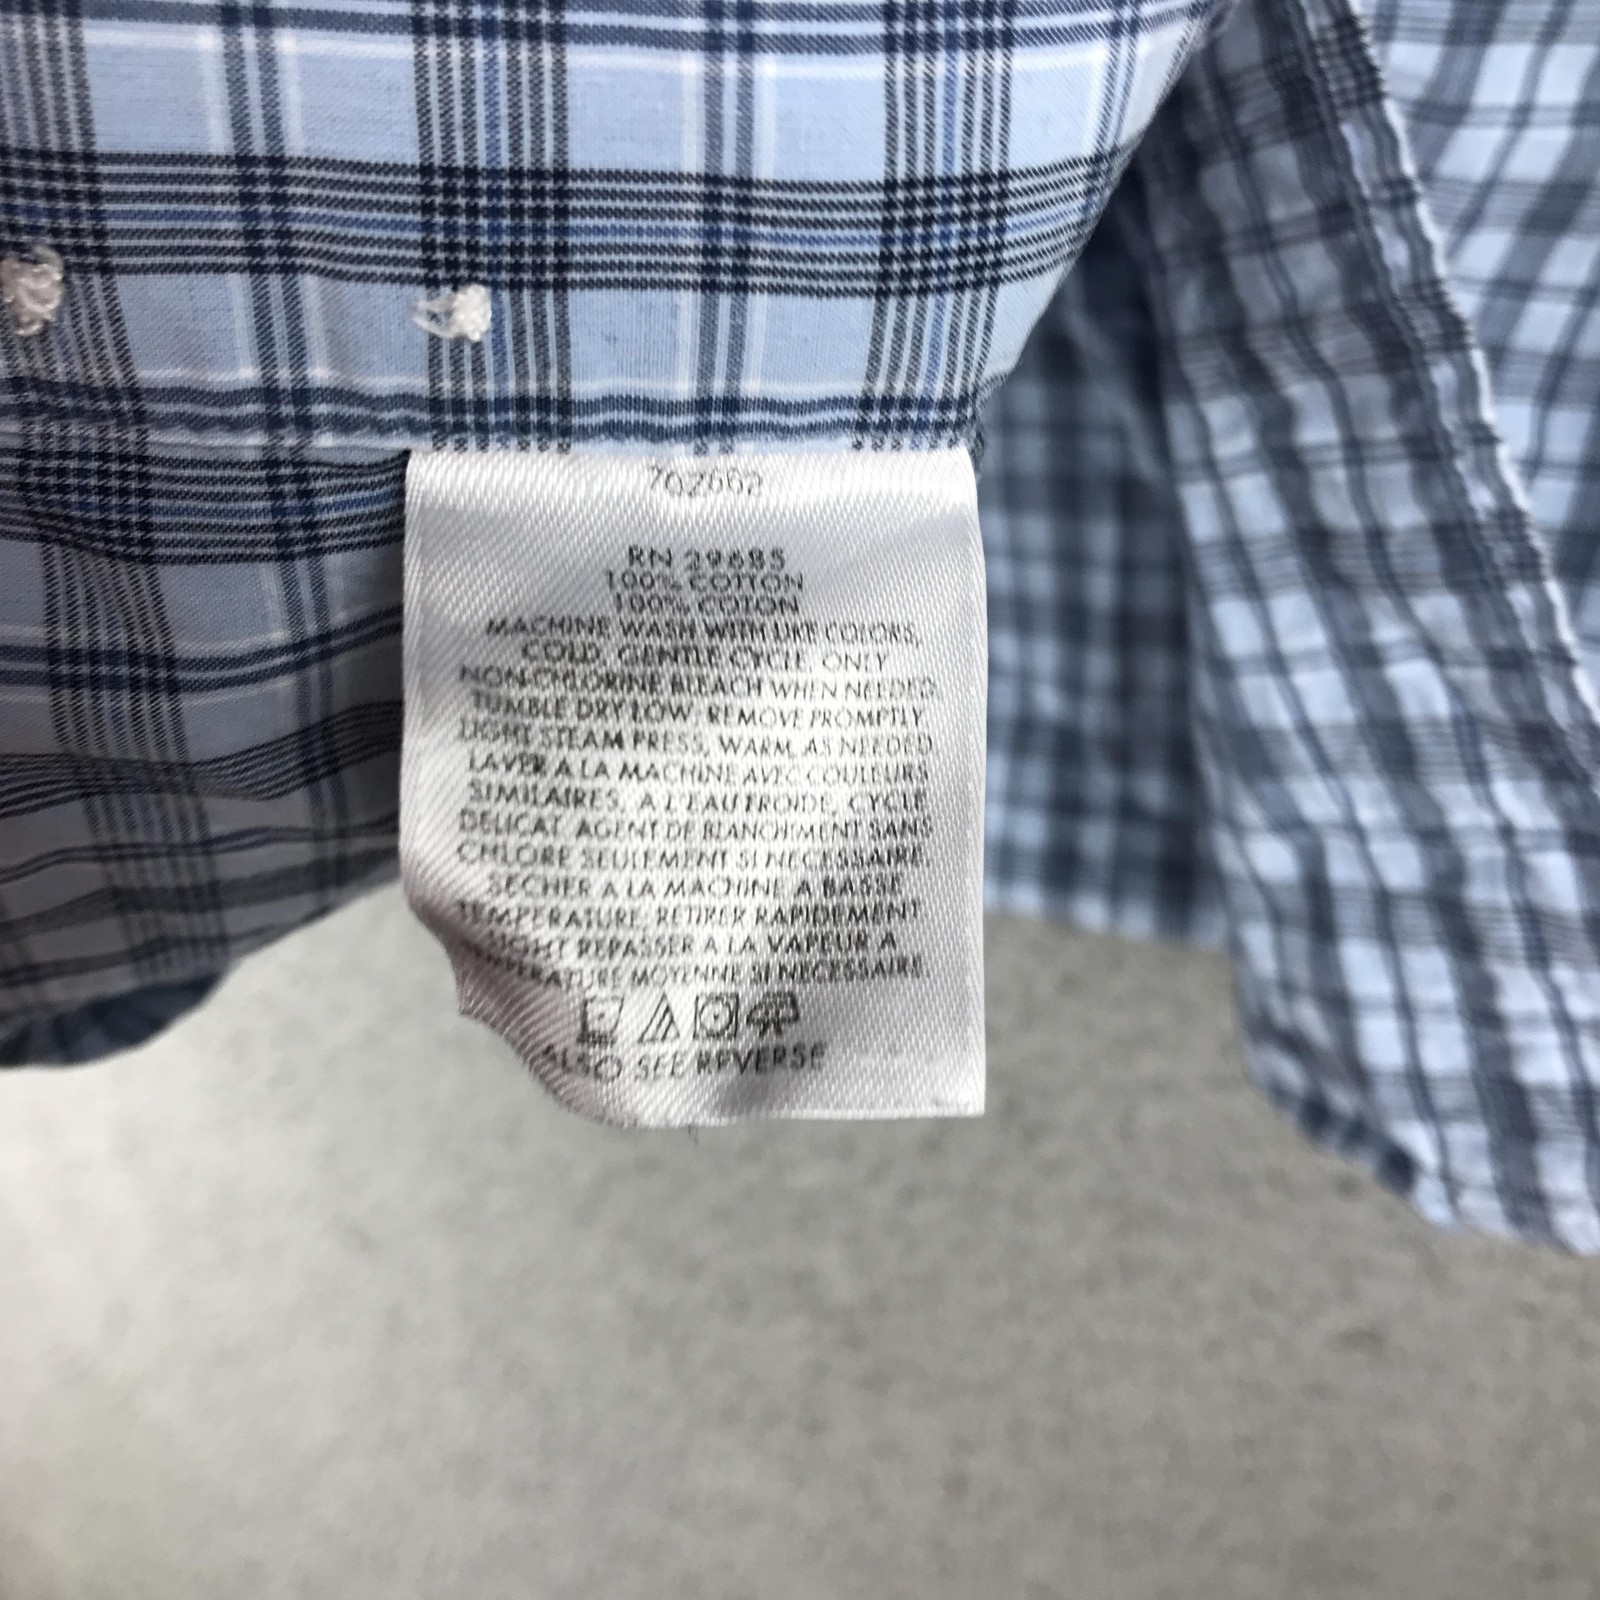 702662
RN 29685
100% COTTON
100% COTON
MACHINE WASH WITH LIKE COLORS,
COLD, GENTLE CYCLE. ONLY
NON-CHLORINE BLEACH WHEN NEEDED.
TUMBLE DRY LOW; REMOVE PROMPTLY.
LIGHT STEAM PRESS, WARM, AS NEEDED.
LAVER A LA MACHINE AVEC COULEURS
SIMILAIRES, A L'EAU FROIDE, CYCLE
DELICAT. AGENT DE BLANCHIMENT SANS
CHLORE SEULEMENT SI NECESSAIRE.
SECHER A LA MACHINE A BASSE
TEMPERATURE; RETIRER RAPIDEMENT.
REPASSER A LA VAPEUR A
MOYENNE SI NECESSAIRE.
ALSO SEE REVERSE